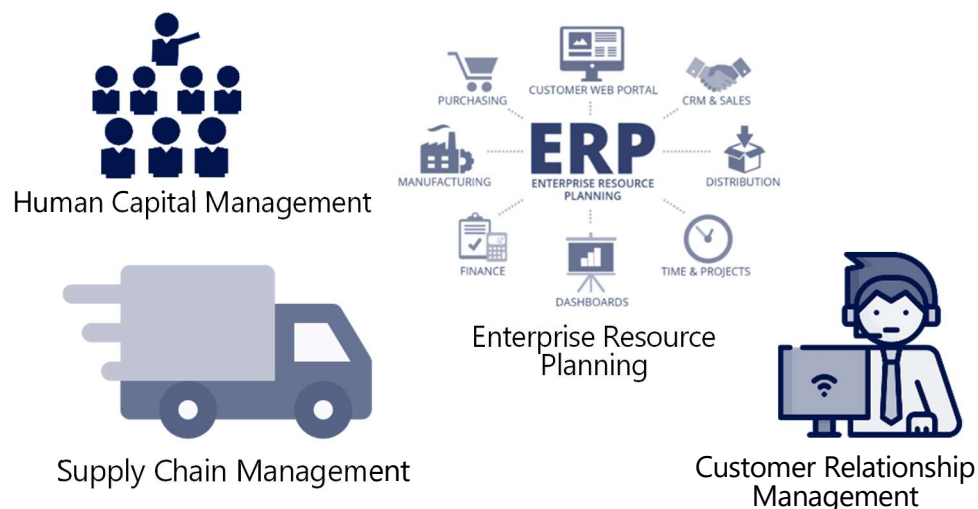 Human Capital Management
CUSTOMER WEB PORTAL
PURCHASING
CRM & SALES
ERP
ENTERPRISE RESOURCE
PLANNING
MANUFACTURING
DISTRIBUTION
FINANCE
TIME & PROJECTS
DASHBOARDS
Enterprise Resource
Planning
Supply Chain Management
Customer Relationship
Management